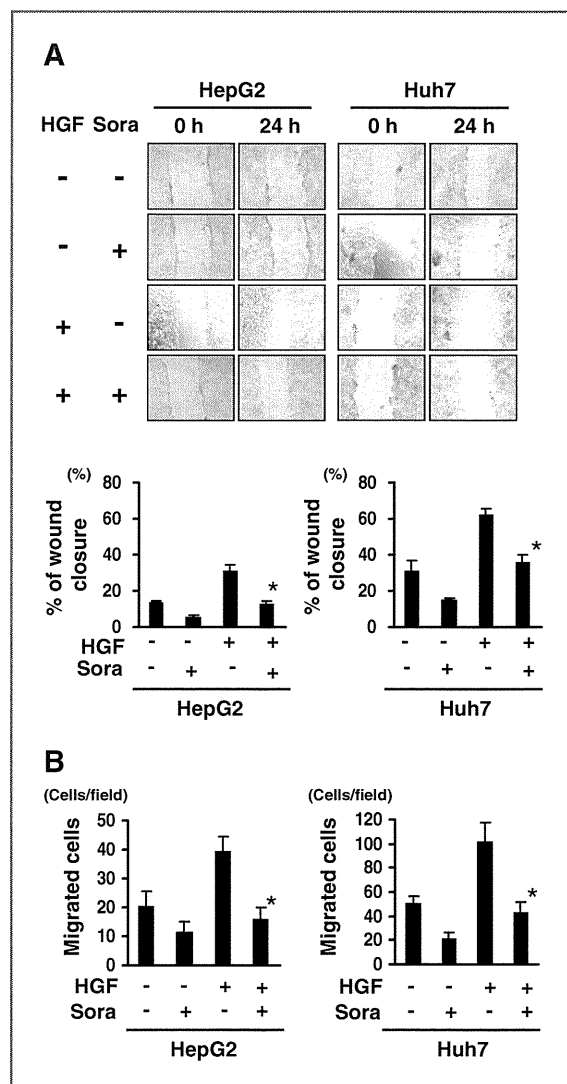 A
HepG2 Huh7
HGF Sora 0 h 24 h 0 h 24 h
- -
- +
+ -
+ +
(%) (%)
% of wound closure
80
60
40
20
0
*
HGF - - + +
Sora - + - +
HepG2
% of wound closure
80
60
40
20
0
*
- - + +
- + - +
Huh7
B
(Cells/field) (Cells/field)
Migrated cells
50
40
30
20
10
0
*
HGF - - + +
Sora - + - +
HepG2
Migrated cells
120
100
80
60
40
20
0
*
HGF - - + +
Sora - + - +
Huh7